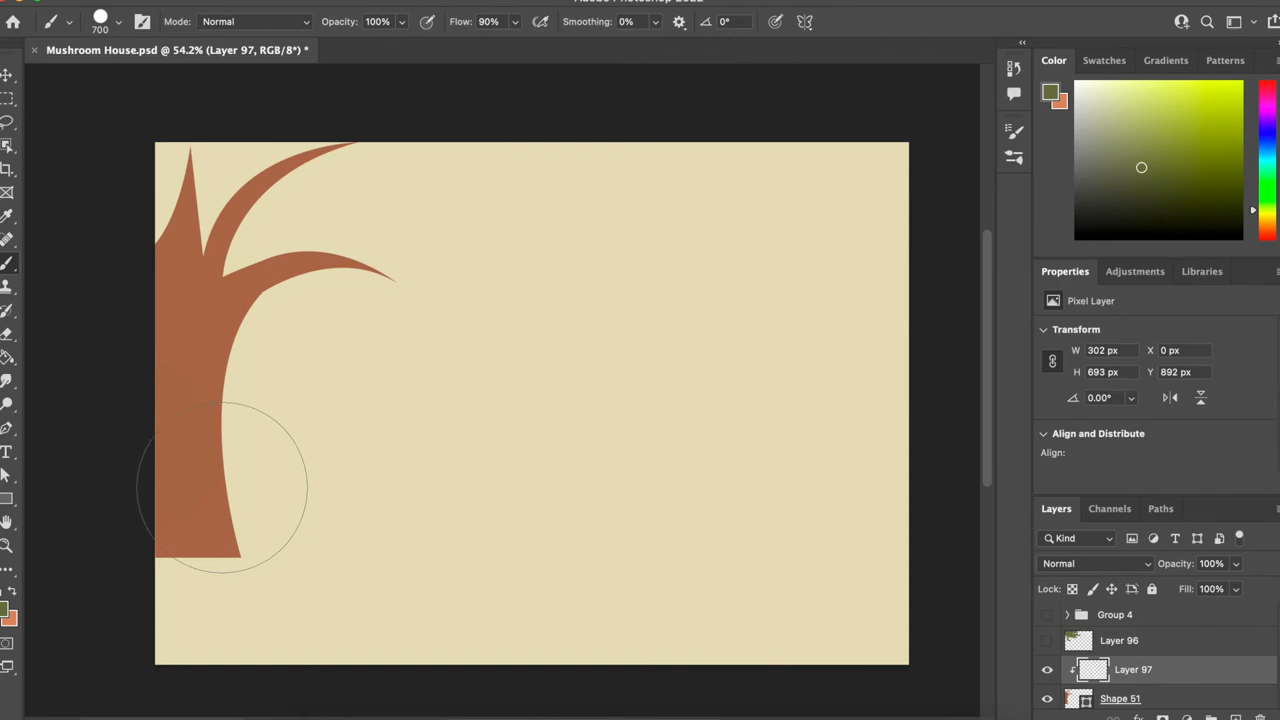 Mode: Normal Opacity: 100% Flow: 90% Smoothing: 0% 0°
700
× Mushroom House.psd @ 54.2% (Layer 97, RGB/8*) *
Color Swatches Gradients Patterns
Properties Adjustments Libraries
Pixel Layer
Transform
W 302 px X 0 px
H 693 px Y 892 px
0.00°
Align and Distribute
Align:
Layers Channels Paths
Kind
Normal Opacity: 100%
Lock: Fill: 100%
Group 4
Layer 96
Layer 97
Shape 51